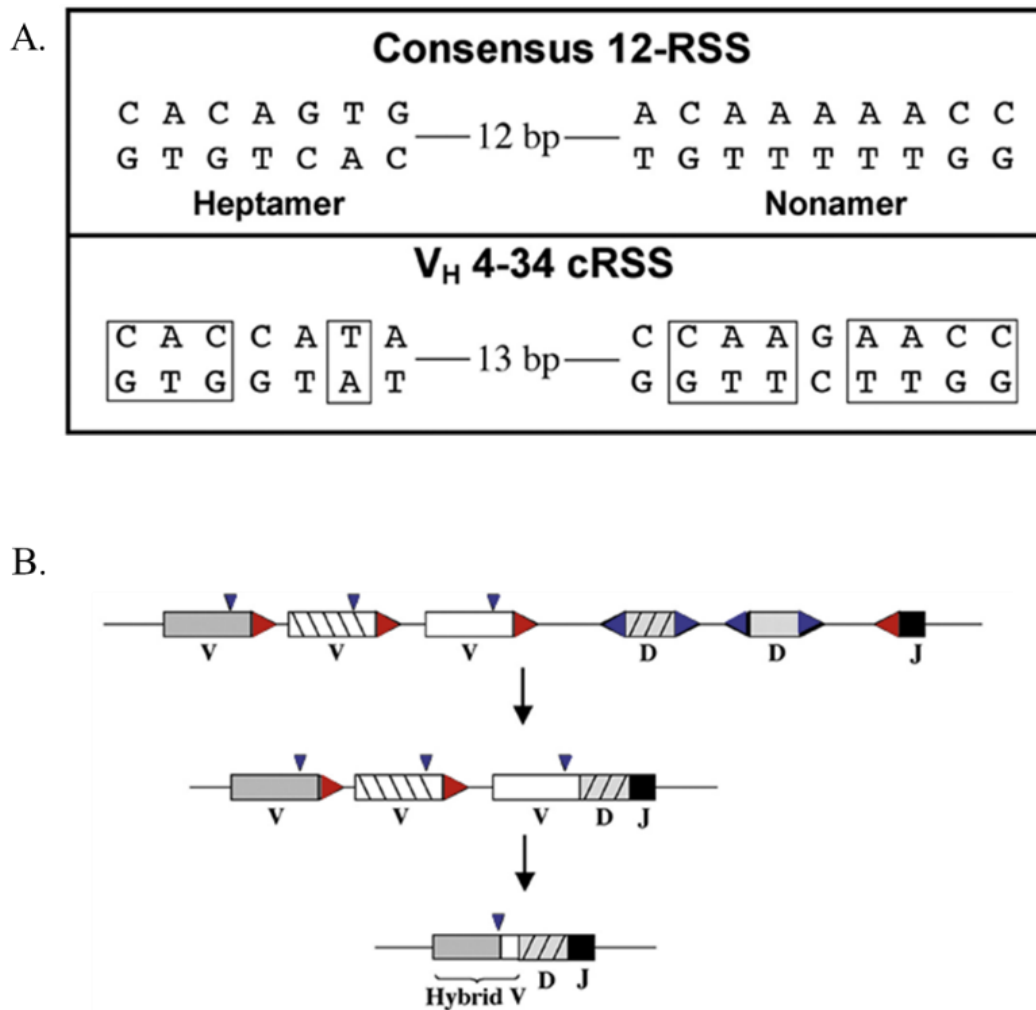 A.
Consensus 12-RSS
C A C A G T G — 12 bp — A C A A A A A C C
G T G T C A C T G T T T T T G G
Heptamer Nonamer
VH 4-34 cRSS
C A C C A T A — 13 bp — C C A A G A A C C
G T G G T A T G G T T C T T G G
B.
V V V D D J
V V V D J
Hybrid V D J